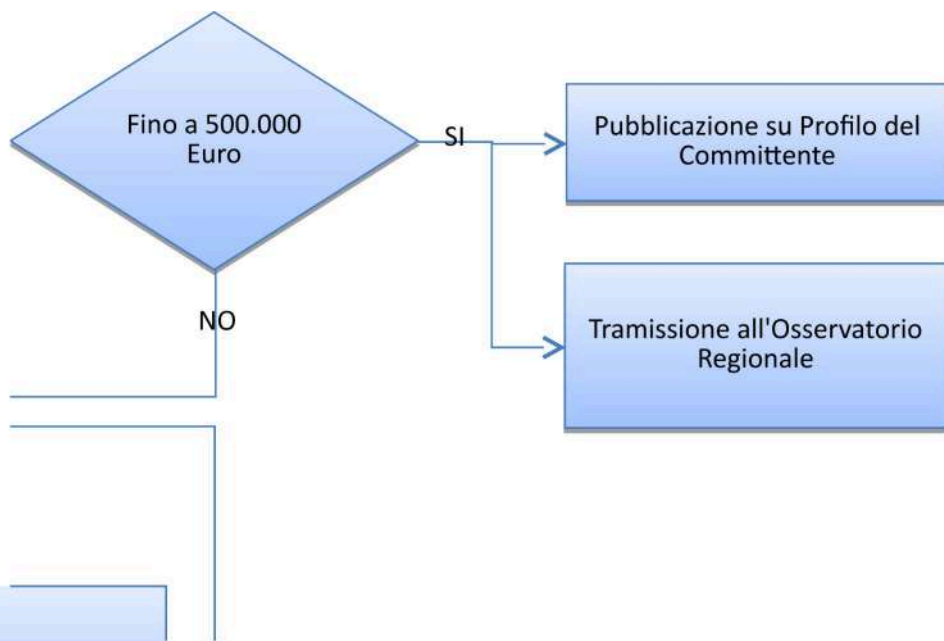 Fino a 500.000
Euro
SI
Pubblicazione su Profilo del
Committente
NO
Tramissione all'Osservatorio
Regionale